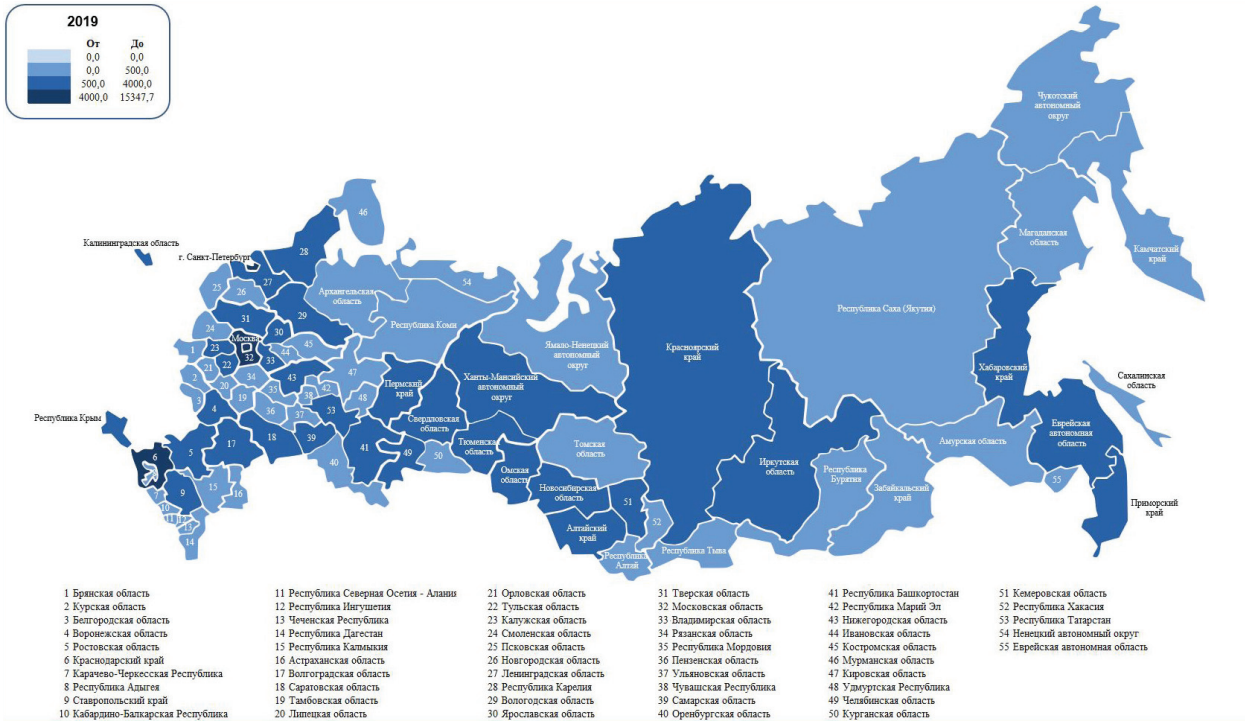 2019
От До
0,0 0,0
0,0 500,0
500,0 4000,0
4000,0 15347,7
Чукотский
автономный
округ
46
Магаданская
область
Камчатский
край
Калининградская область
г. Санкт-Петербург
28
27
54
25
26
Архангельская
область
Республика Саха (Якутия)
31
29
24
30
Республика Коми
Москва
Ямало-Ненецкий
автономный
округ
Красноярский
край
1
23
32
33
44
45
Хабаровский
край
21
22
34
43
47
Сахалинская
область
2
20
35
42
Пермский
край
Ханты-Мансийский
автономный
округ
3
19
38
48
4
36
37
53
Республика Крым
Свердловская
область
Еврейская
автономная
область
18
39
Амурская область
17
41
Тюменская
область
Томская
область
6
5
49
50
40
Омская
область
Иркутская
область
Республика
Бурятия
55
Новосибирская
область
Забайкальский
край
7
9
15
16
51
Приморский
край
10
Алтайский
край
52
11
12
13
14
Республика
Алтай
Республика Тыва
1 Брянская область
2 Курская область
3 Белгородская область
4 Воронежская область
5 Ростовская область
6 Краснодарский край
7 Карачево-Черкесская Республика
8 Республика Адыгея
9 Ставропольский край
10 Кабардино-Балкарская Республика
11 Республика Северная Осетия - Алания
12 Республика Ингушетия
13 Чеченская Республика
14 Республика Дагестан
15 Республика Калмыкия
16 Астраханская область
17 Волгоградская область
18 Саратовская область
19 Тамбовская область
20 Липецкая область
21 Орловская область
22 Тульская область
23 Калужская область
24 Смоленская область
25 Псковская область
26 Новгородская область
27 Ленинградская область
28 Республика Карелия
29 Вологодская область
30 Ярославская область
31 Тверская область
32 Московская область
33 Владимирская область
34 Рязанская область
35 Республика Мордовия
36 Пензенская область
37 Ульяновская область
38 Чувашская Республика
39 Самарская область
40 Оренбургская область
41 Республика Башкортостан
42 Республика Марий Эл
43 Нижегородская область
44 Ивановская область
45 Костромская область
46 Мурманская область
47 Кировская область
48 Удмуртская Республика
49 Челябинская область
50 Курганская область
51 Кемеровская область
52 Республика Хакасия
53 Республика Татарстан
54 Ненецкий автономный округ
55 Еврейская автономная область